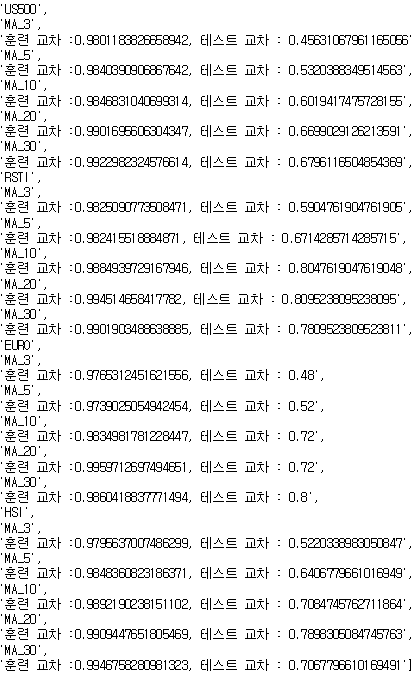 'US500',
'MA_3',
'훈련 교차 :0.9801183826658942, 테스트 교차 : 0.45631067961165056'
'MA_5',
'훈련 교차 :0.9840390906867642, 테스트 교차 : 0.5320388349514563',
'MA_10',
'훈련 교차 :0.9846831040699314, 테스트 교차 : 0.6019417475728155',
'MA_20',
'훈련 교차 :0.9901695606304347, 테스트 교차 : 0.6699029126213591',
'MA_30',
'훈련 교차 :0.9922982324576614, 테스트 교차 : 0.6796116504854369',
'RSTI',
'MA_3',
'훈련 교차 :0.9825090773508471, 테스트 교차 : 0.5904761904761905',
'MA_5',
'훈련 교차 :0.982415518884871, 테스트 교차 : 0.6714285714285715',
'MA_10',
'훈련 교차 :0.9884939729167946, 테스트 교차 : 0.8047619047619048',
'MA_20',
'훈련 교차 :0.994514658417782, 테스트 교차 : 0.8095238095238095',
'MA_30',
'훈련 교차 :0.9901903488638885, 테스트 교차 : 0.7809523809523811',
'EURO',
'MA_3',
'훈련 교차 :0.9765312451621556, 테스트 교차 : 0.48',
'MA_5',
'훈련 교차 :0.9739025054942454, 테스트 교차 : 0.52',
'MA_10',
'훈련 교차 :0.9834981781228447, 테스트 교차 : 0.72',
'MA_20',
'훈련 교차 :0.9959712697494651, 테스트 교차 : 0.72',
'MA_30',
'훈련 교차 :0.9860418837771494, 테스트 교차 : 0.8',
'HSI',
'MA_3',
'훈련 교차 :0.9795637007486299, 테스트 교차 : 0.5220338983050847',
'MA_5',
'훈련 교차 :0.9848360823186371, 테스트 교차 : 0.6406779661016949',
'MA_10',
'훈련 교차 :0.9892190238151102, 테스트 교차 : 0.7084745762711864',
'MA_20',
'훈련 교차 :0.9909447651805469, 테스트 교차 : 0.7898305084745763',
'MA_30',
'훈련 교차 :0.9946758280981323, 테스트 교차 : 0.7067796610169491']